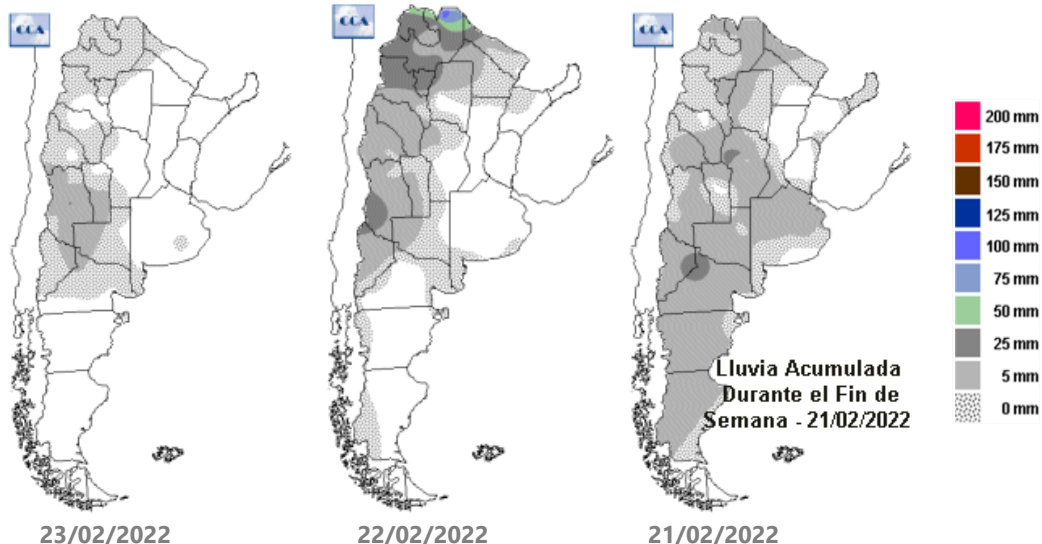 CCA
CCA
CCA
200 mm
175 mm
150 mm
125 mm
100 mm
75 mm
50 mm
25 mm
5 mm
0 mm
Lluvia Acumulada
Durante el Fin de
Semana - 21/02/2022
23/02/2022
22/02/2022
21/02/2022